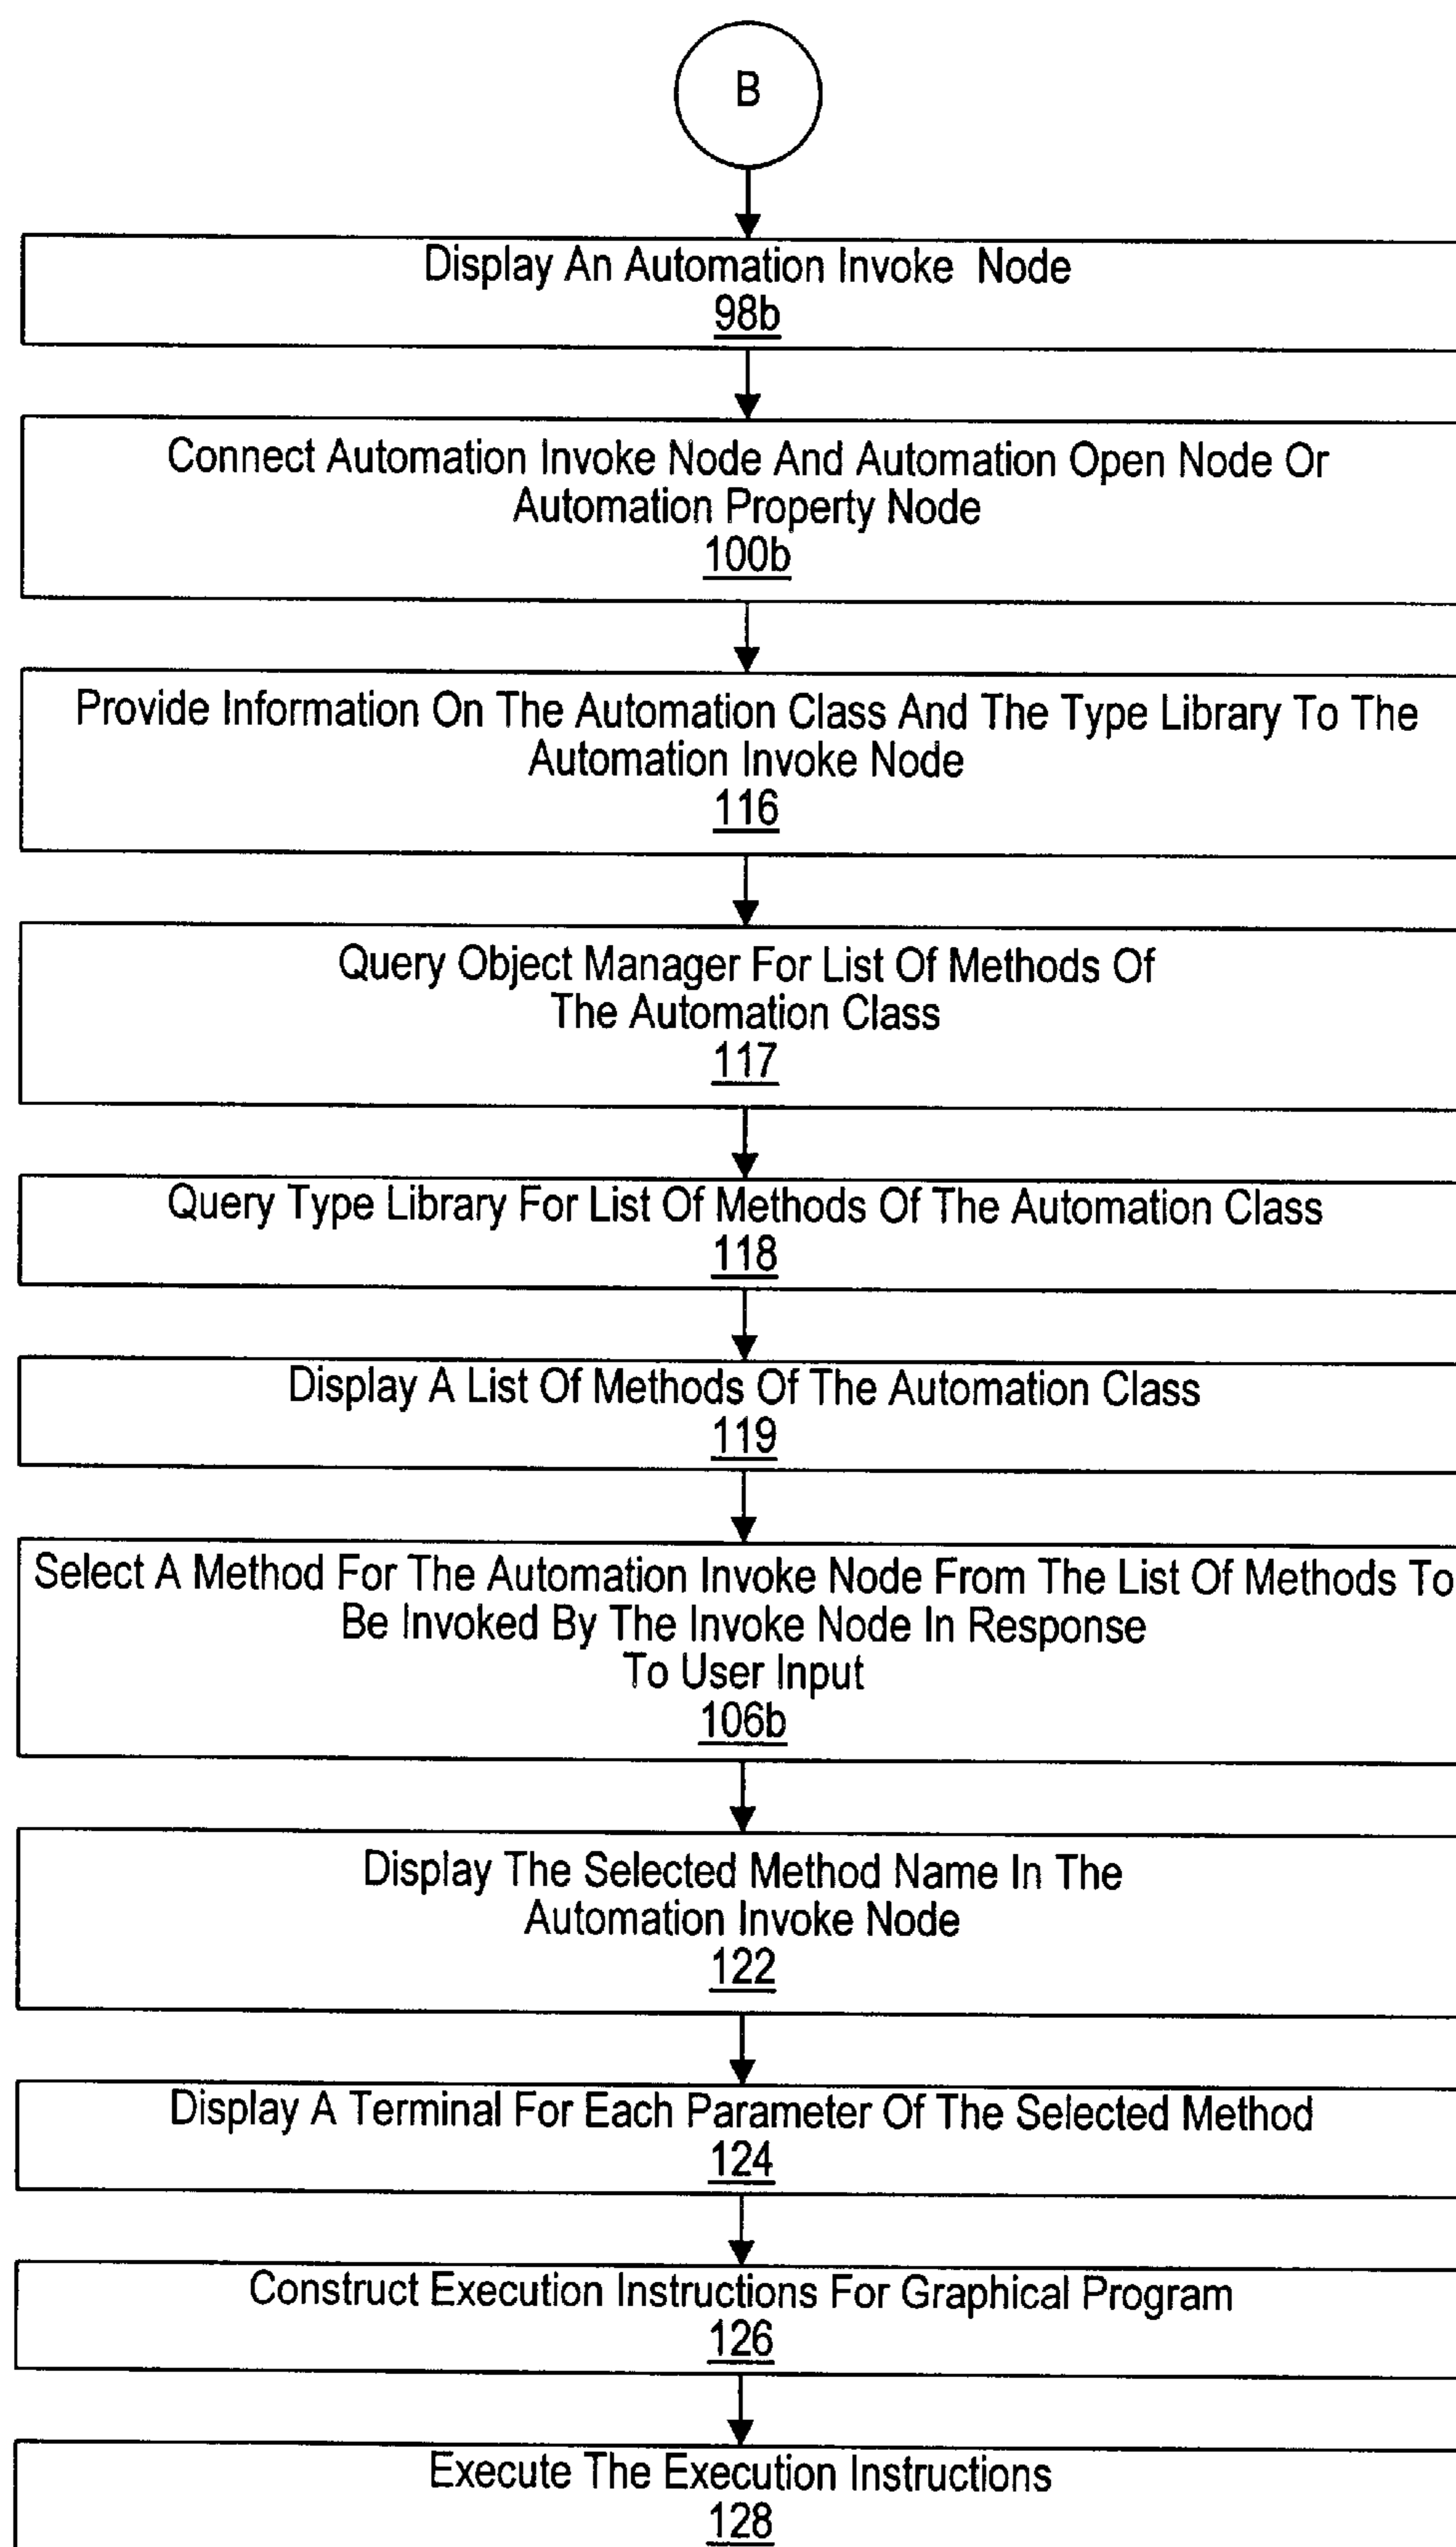 B
Display An Automation Invoke Node
98b
Connect Automation Invoke Node And Automation Open Node Or
Automation Property Node
100b
Provide Information On The Automation Class And The Type Library To The
Automation Invoke Node
116
Query Object Manager For List Of Methods Of
The Automation Class
117
Query Type Library For List Of Methods Of The Automation Class
118
Display A List Of Methods Of The Automation Class
119
Select A Method For The Automation Invoke Node From The List Of Methods To
Be Invoked By The Invoke Node In Response
To User Input
106b
Display The Selected Method Name In The
Automation Invoke Node
122
Display A Terminal For Each Parameter Of The Selected Method
124
Construct Execution Instructions For Graphical Program
126
Execute The Execution Instructions
128